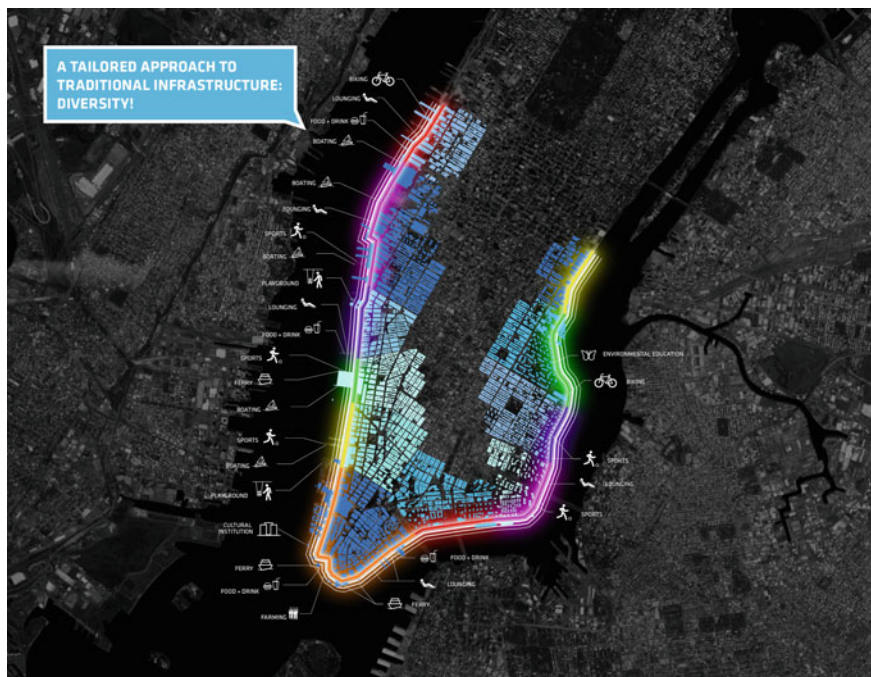 A TAILORED APPROACH TO
TRADITIONAL INFRASTRUCTURE:
DIVERSITY!
BIKING
LOUNGING
FOOD + DRINK
BOATING
BOATING
LOUNGING
SPORTS
BOATING
PLAYGROUND
LOUNGING
FOOD + DRINK
SPORTS
FERRY
BOATING
SPORTS
BOATING
PLAYGROUND
CULTURAL
INSTITUTION
FERRY
FOOD + DRINK
FARMING
ENVIRONMENTAL EDUCATION
BIKING
SPORTS
LOUNGING
SPORTS
FOOD + DRINK
LOUNGING
FERRY